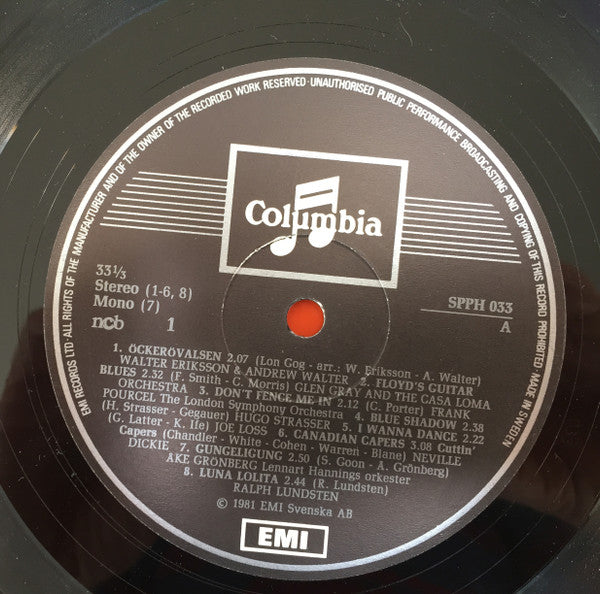 EMI RECORDS LTD · ALL RIGHTS OF THE MANUFACTURER AND OF THE OWNER OF THE RECORDED WORK RESERVED · UNAUTHORISED PUBLIC PERFORMANCE BROADCASTING AND COPYING OF THIS RECORD PROHIBITED MADE IN SWEDEN
Columbia
33⅓
Stereo (1-6, 8)
Mono (7)
ncb 1
SPPH 033
A
1. ÖCKERÖVALSEN 2.07 (Lon Gog - arr.: W. Eriksson - A. Walter)
WALTER ERIKSSON & ANDREW WALTER 2. FLOYD'S GUITAR
BLUES 2.32 (F. Smith - C. Morris) GLEN GRAY AND THE CASA LOMA
ORCHESTRA 3. DON'T FENCE ME IN 2.12 (C. Porter) FRANK
POURCEL The London Symphony Orchestra 4. BLUE SHADOW 2.38
(H. Strasser - Gegauer) HUGO STRASSER 5. I WANNA DANCE 2.22
(G. Latter - K. Ife) JOE LOSS 6. CANADIAN CAPERS 3.08 Cuttin'
Capers (Chandler - White - Cohen - Warren - Blane) NEVILLE
DICKIE 7. GUNGELIGUNG 2.50 (S. Goon - A. Grönberg)
ÅKE GRÖNBERG Lennart Hannings orkester
8. LUNA LOLITA 2.44 (R. Lundsten)
RALPH LUNDSTEN
© 1981 EMI Svenska AB
EMI